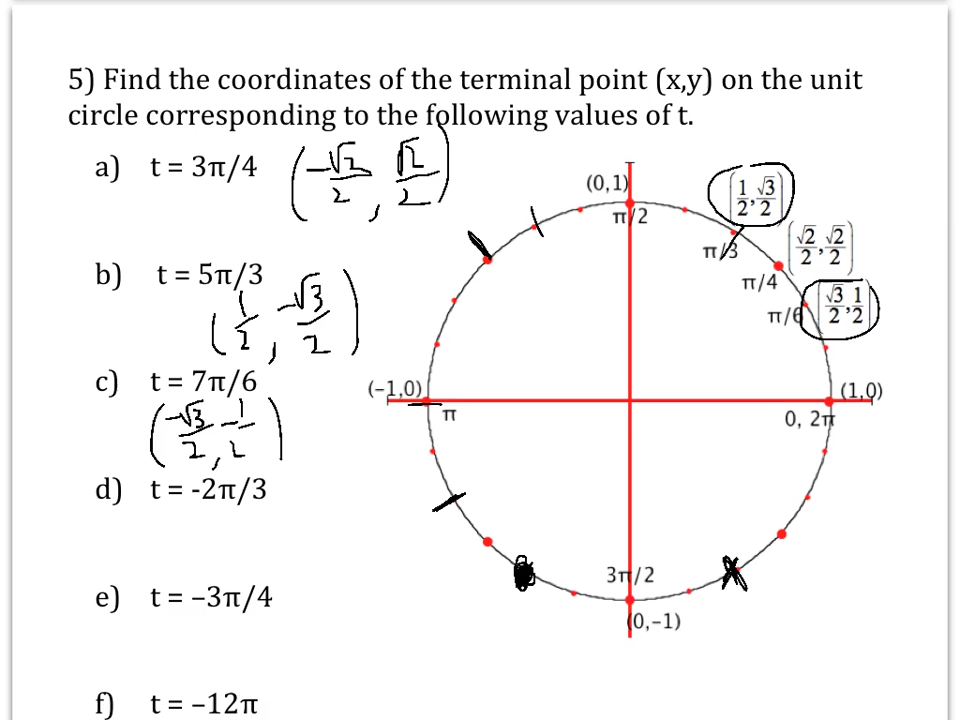 5) Find the coordinates of the terminal point (x,y) on the unit
circle corresponding to the following values of t.
a) t = 3π/4 (-√2/2, √2/2)
b) t = 5π/3
(1/2, -√3/2)
c) t = 7π/6
(-√3/2, -1/2)
d) t = -2π/3
e) t = –3π/4
f) t = –12π
(0,1)
π/2
(1/2, √3/2)
π/3
(√2/2, √2/2)
π/4
(√3/2, 1/2)
π/6
(−1,0)
π
(1,0)
0, 2π
3π/2
(0,−1)